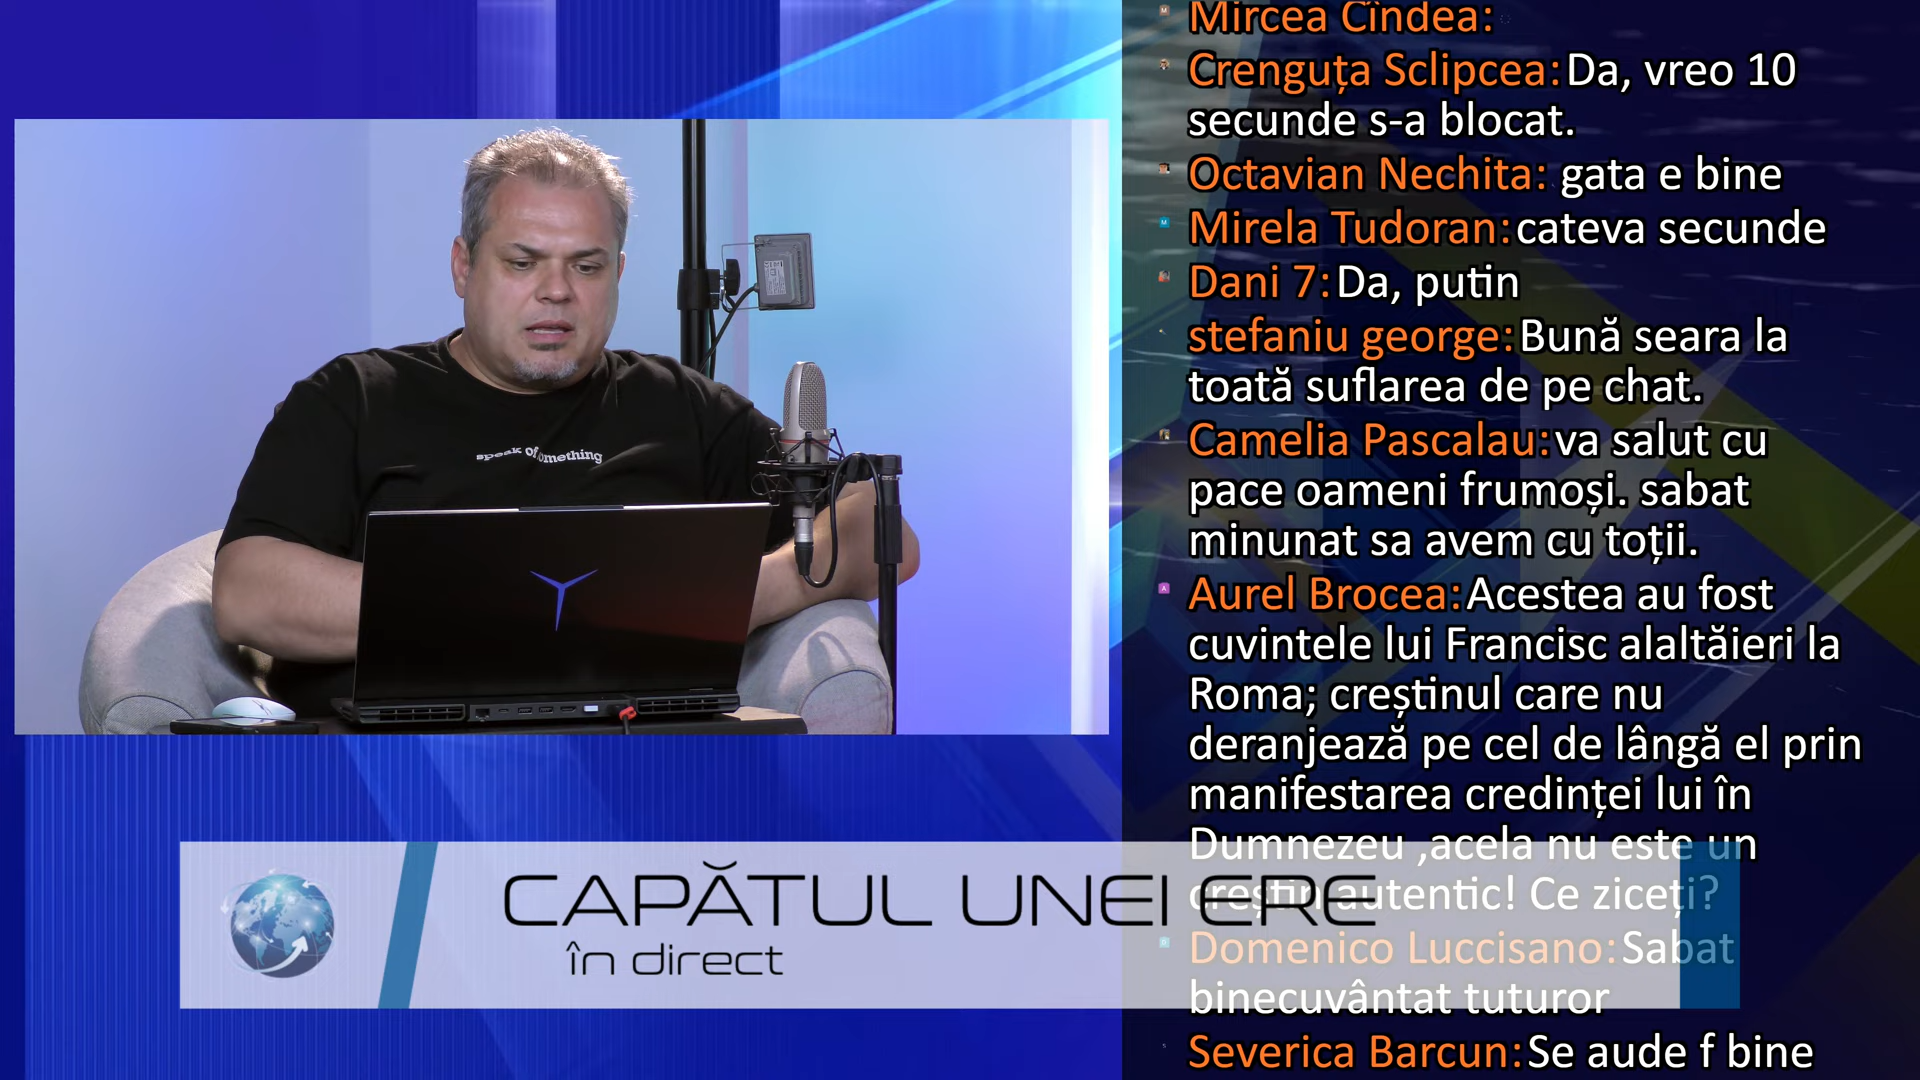 Mircea Cîndea:
Crenguța Sclipcea: Da, vreo 10
secunde s-a blocat.
Octavian Nechita: gata e bine
Mirela Tudoran: cateva secunde
Dani 7: Da, putin
stefaniu george: Bună seara la
toată suflarea de pe chat.
Camelia Pascalau: va salut cu
pace oameni frumoși. sabat
minunat sa avem cu toții.
Aurel Brocea: Acestea au fost
cuvintele lui Francisc alaltăieri la
Roma; creștinul care nu
deranjează pe cel de lângă el prin
manifestarea credinței lui în
Dumnezeu ,acela nu este un
creștin autentic! Ce ziceți?
Domenico Luccisano: Sabat
binecuvântat tuturor
Severica Barcun: Se aude f bine
speak of something
CAPĂTUL UNEI ERE
în direct